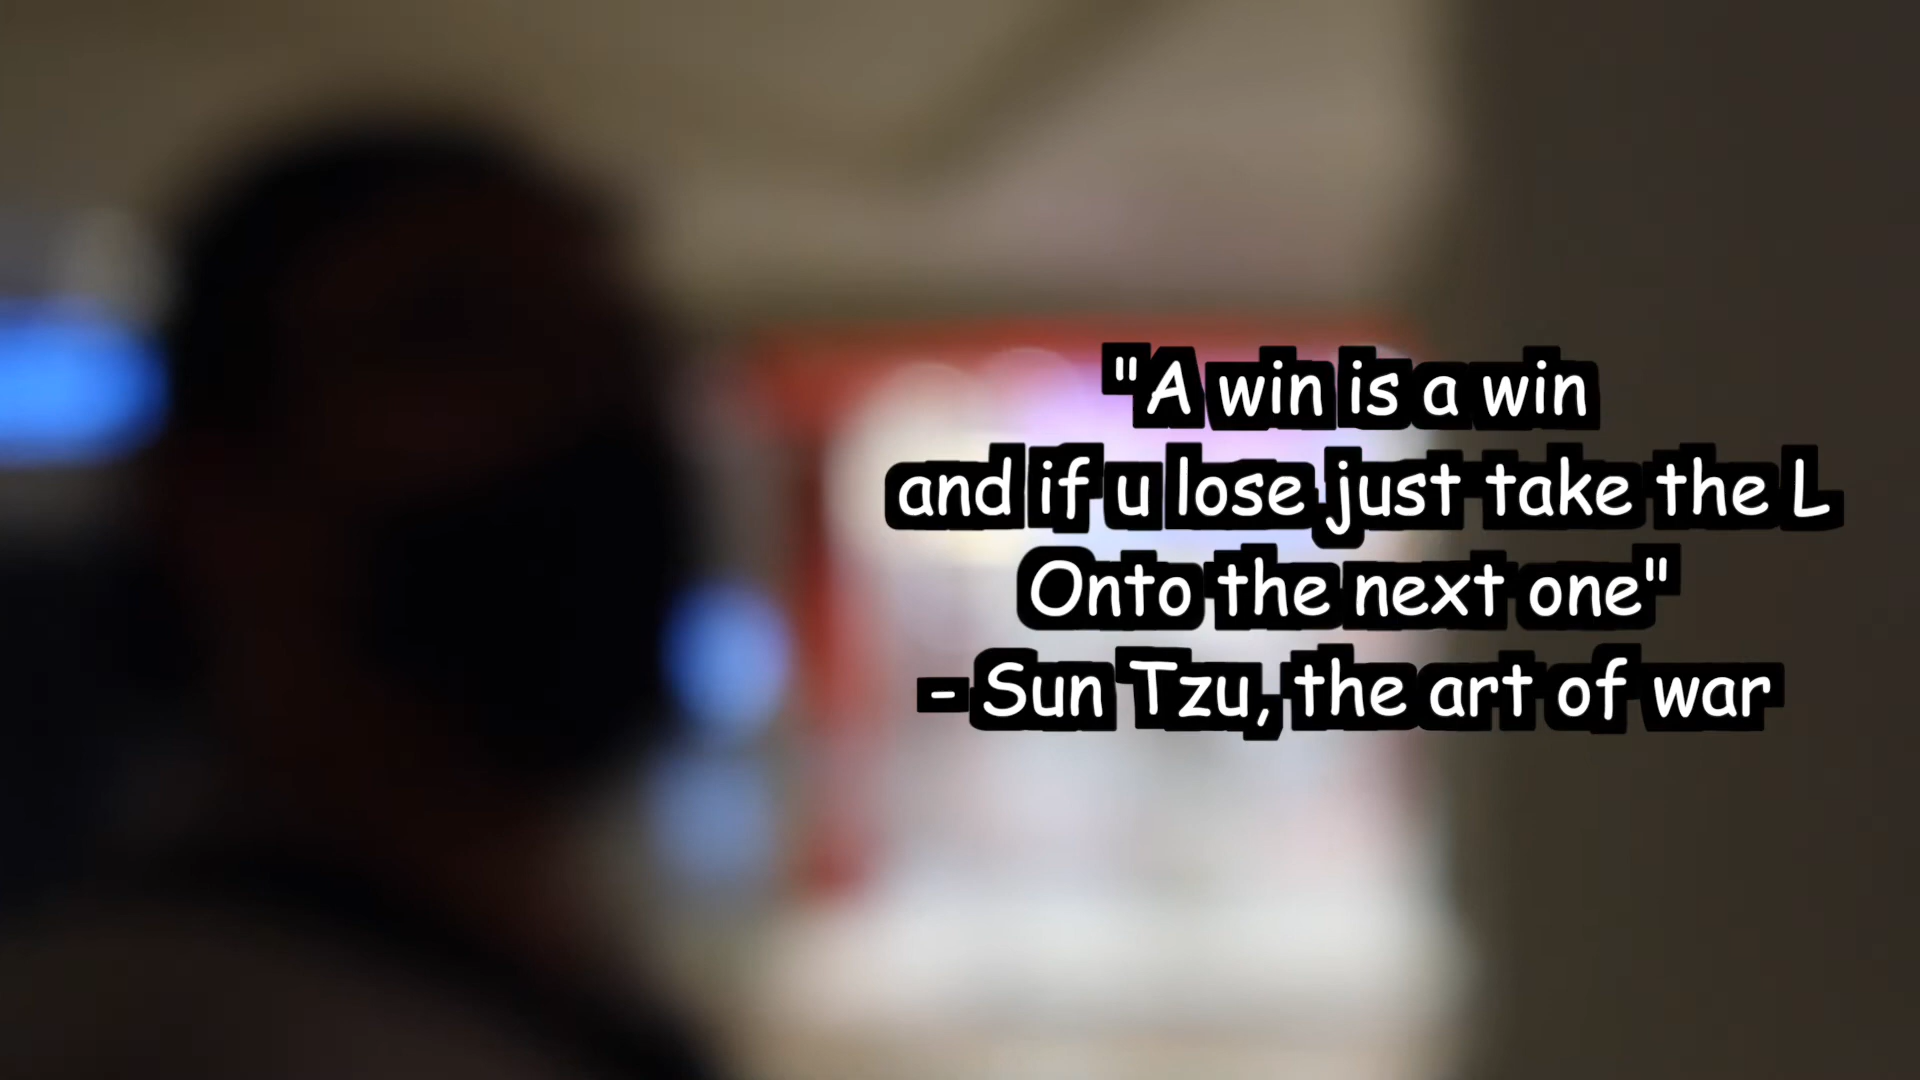 "A win is a win
and if u lose just take the L
Onto the next one"
- Sun Tzu, the art of war